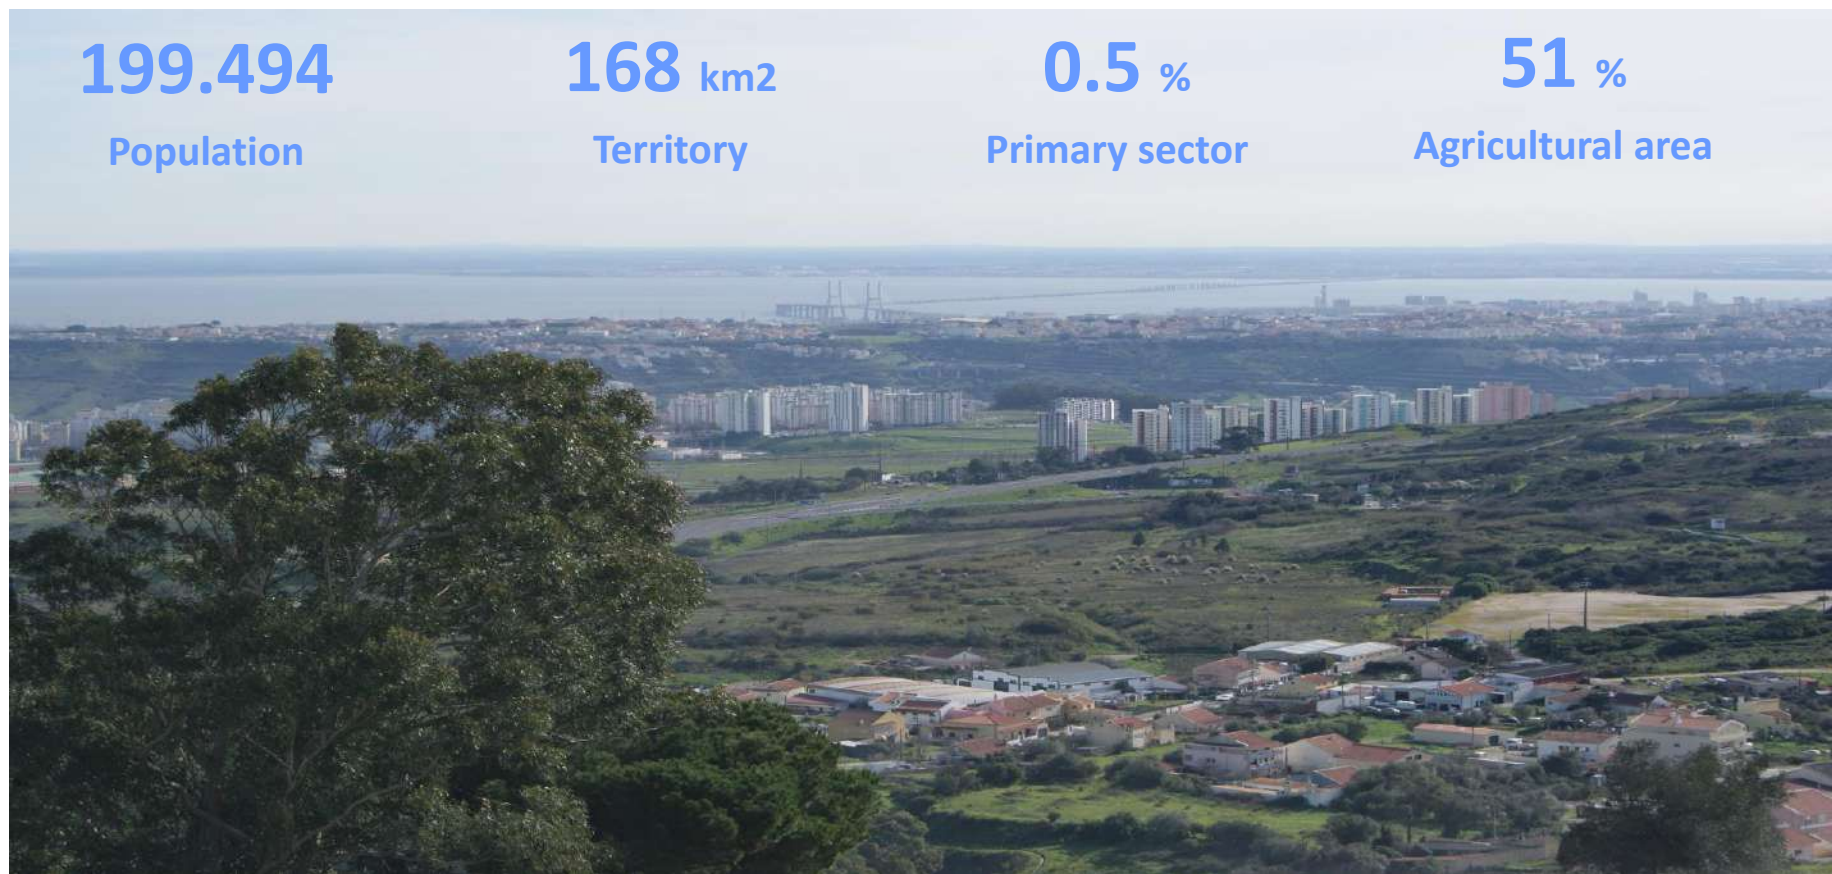 199.494
Population
168 km2
Territory
0.5 %
Primary sector
51 %
Agricultural area